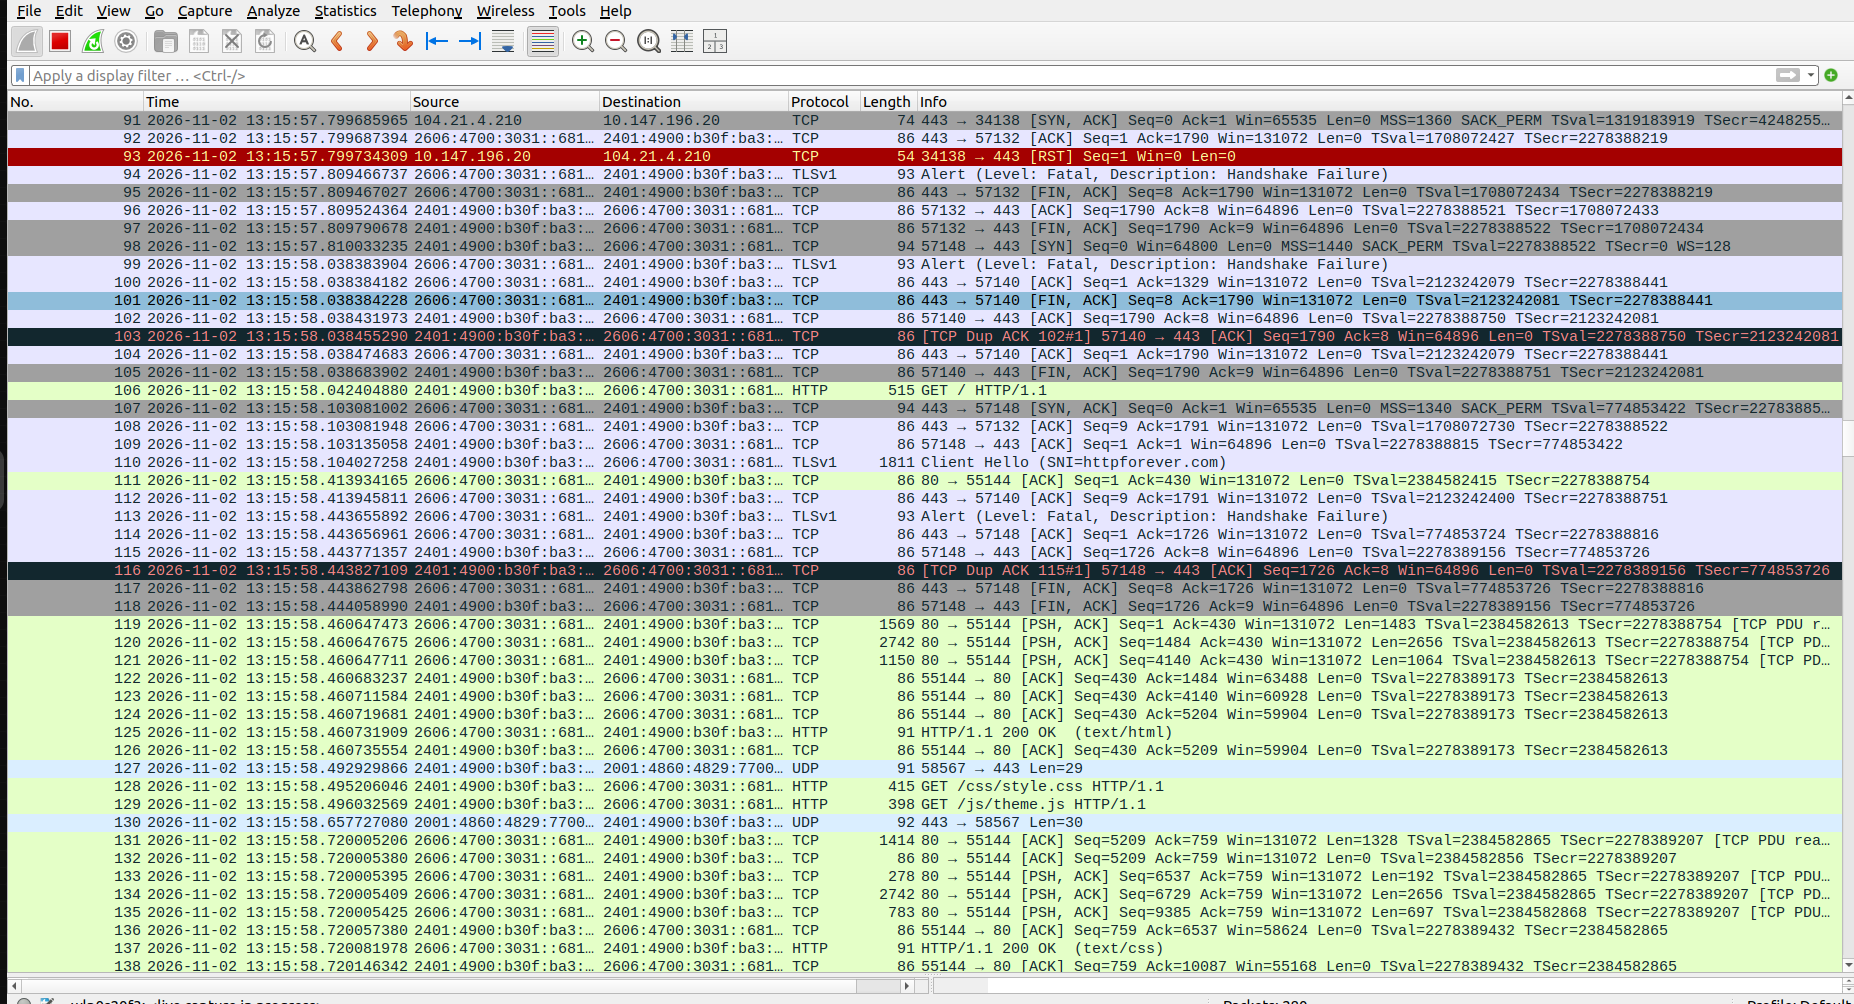 File Edit View Go Capture Analyze Statistics Telephony Wireless Tools Help
Apply a display filter … <Ctrl-/>
No. Time Source Destination Protocol Length Info
91 2026-11-02 13:15:57.799685965 104.21.4.210 10.147.196.20 TCP 74 443 → 34138 [SYN, ACK] Seq=0 Ack=1 Win=65535 Len=0 MSS=1360 SACK_PERM TSval=1319183919 TSecr=4248255…
92 2026-11-02 13:15:57.799687394 2606:4700:3031::681… 2401:4900:b30f:ba3:… TCP 86 443 → 57132 [ACK] Seq=1 Ack=1790 Win=131072 Len=0 TSval=1708072427 TSecr=2278388219
93 2026-11-02 13:15:57.799734309 10.147.196.20 104.21.4.210 TCP 54 34138 → 443 [RST] Seq=1 Win=0 Len=0
94 2026-11-02 13:15:57.809466737 2606:4700:3031::681… 2401:4900:b30f:ba3:… TLSv1 93 Alert (Level: Fatal, Description: Handshake Failure)
95 2026-11-02 13:15:57.809467027 2606:4700:3031::681… 2401:4900:b30f:ba3:… TCP 86 443 → 57132 [FIN, ACK] Seq=8 Ack=1790 Win=131072 Len=0 TSval=1708072434 TSecr=2278388219
96 2026-11-02 13:15:57.809524364 2401:4900:b30f:ba3:… 2606:4700:3031::681… TCP 86 57132 → 443 [ACK] Seq=1790 Ack=8 Win=64896 Len=0 TSval=2278388521 TSecr=1708072433
97 2026-11-02 13:15:57.809790678 2401:4900:b30f:ba3:… 2606:4700:3031::681… TCP 86 57132 → 443 [FIN, ACK] Seq=1790 Ack=9 Win=64896 Len=0 TSval=2278388522 TSecr=1708072434
98 2026-11-02 13:15:57.810033235 2401:4900:b30f:ba3:… 2606:4700:3031::681… TCP 94 57148 → 443 [SYN] Seq=0 Win=64800 Len=0 MSS=1440 SACK_PERM TSval=2278388522 TSecr=0 WS=128
99 2026-11-02 13:15:58.038383904 2606:4700:3031::681… 2401:4900:b30f:ba3:… TLSv1 93 Alert (Level: Fatal, Description: Handshake Failure)
100 2026-11-02 13:15:58.038384182 2606:4700:3031::681… 2401:4900:b30f:ba3:… TCP 86 443 → 57140 [ACK] Seq=1 Ack=1329 Win=131072 Len=0 TSval=2123242079 TSecr=2278388441
101 2026-11-02 13:15:58.038384228 2606:4700:3031::681… 2401:4900:b30f:ba3:… TCP 86 443 → 57140 [FIN, ACK] Seq=8 Ack=1790 Win=131072 Len=0 TSval=2123242081 TSecr=2278388441
102 2026-11-02 13:15:58.038431973 2401:4900:b30f:ba3:… 2606:4700:3031::681… TCP 86 57140 → 443 [ACK] Seq=1790 Ack=8 Win=64896 Len=0 TSval=2278388750 TSecr=2123242081
103 2026-11-02 13:15:58.038455290 2401:4900:b30f:ba3:… 2606:4700:3031::681… TCP 86 [TCP Dup ACK 102#1] 57140 → 443 [ACK] Seq=1790 Ack=8 Win=64896 Len=0 TSval=2278388750 TSecr=2123242081
104 2026-11-02 13:15:58.038474683 2606:4700:3031::681… 2401:4900:b30f:ba3:… TCP 86 443 → 57140 [ACK] Seq=1 Ack=1790 Win=131072 Len=0 TSval=2123242079 TSecr=2278388441
105 2026-11-02 13:15:58.038683902 2401:4900:b30f:ba3:… 2606:4700:3031::681… TCP 86 57140 → 443 [FIN, ACK] Seq=1790 Ack=9 Win=64896 Len=0 TSval=2278388751 TSecr=2123242081
106 2026-11-02 13:15:58.042404880 2401:4900:b30f:ba3:… 2606:4700:3031::681… HTTP 515 GET / HTTP/1.1
107 2026-11-02 13:15:58.103081002 2606:4700:3031::681… 2401:4900:b30f:ba3:… TCP 94 443 → 57148 [SYN, ACK] Seq=0 Ack=1 Win=65535 Len=0 MSS=1340 SACK_PERM TSval=774853422 TSecr=22783885…
108 2026-11-02 13:15:58.103081948 2606:4700:3031::681… 2401:4900:b30f:ba3:… TCP 86 443 → 57132 [ACK] Seq=9 Ack=1791 Win=131072 Len=0 TSval=1708072730 TSecr=2278388522
109 2026-11-02 13:15:58.103135058 2401:4900:b30f:ba3:… 2606:4700:3031::681… TCP 86 57148 → 443 [ACK] Seq=1 Ack=1 Win=64896 Len=0 TSval=2278388815 TSecr=774853422
110 2026-11-02 13:15:58.104027258 2401:4900:b30f:ba3:… 2606:4700:3031::681… TLSv1 1811 Client Hello (SNI=httpforever.com)
111 2026-11-02 13:15:58.413934165 2606:4700:3031::681… 2401:4900:b30f:ba3:… TCP 86 80 → 55144 [ACK] Seq=1 Ack=430 Win=131072 Len=0 TSval=2384582415 TSecr=2278388754
112 2026-11-02 13:15:58.413945811 2606:4700:3031::681… 2401:4900:b30f:ba3:… TCP 86 443 → 57140 [ACK] Seq=9 Ack=1791 Win=131072 Len=0 TSval=2123242400 TSecr=2278388751
113 2026-11-02 13:15:58.443655892 2606:4700:3031::681… 2401:4900:b30f:ba3:… TLSv1 93 Alert (Level: Fatal, Description: Handshake Failure)
114 2026-11-02 13:15:58.443656961 2606:4700:3031::681… 2401:4900:b30f:ba3:… TCP 86 443 → 57148 [ACK] Seq=1 Ack=1726 Win=131072 Len=0 TSval=774853724 TSecr=2278388816
115 2026-11-02 13:15:58.443771357 2401:4900:b30f:ba3:… 2606:4700:3031::681… TCP 86 57148 → 443 [ACK] Seq=1726 Ack=8 Win=64896 Len=0 TSval=2278389156 TSecr=774853726
116 2026-11-02 13:15:58.443827109 2401:4900:b30f:ba3:… 2606:4700:3031::681… TCP 86 [TCP Dup ACK 115#1] 57148 → 443 [ACK] Seq=1726 Ack=8 Win=64896 Len=0 TSval=2278389156 TSecr=774853726
117 2026-11-02 13:15:58.443862798 2606:4700:3031::681… 2401:4900:b30f:ba3:… TCP 86 443 → 57148 [FIN, ACK] Seq=8 Ack=1726 Win=131072 Len=0 TSval=774853726 TSecr=2278388816
118 2026-11-02 13:15:58.444058990 2401:4900:b30f:ba3:… 2606:4700:3031::681… TCP 86 57148 → 443 [FIN, ACK] Seq=1726 Ack=9 Win=64896 Len=0 TSval=2278389156 TSecr=774853726
119 2026-11-02 13:15:58.460647473 2606:4700:3031::681… 2401:4900:b30f:ba3:… TCP 1569 80 → 55144 [PSH, ACK] Seq=1 Ack=430 Win=131072 Len=1483 TSval=2384582613 TSecr=2278388754 [TCP PDU r…
120 2026-11-02 13:15:58.460647675 2606:4700:3031::681… 2401:4900:b30f:ba3:… TCP 2742 80 → 55144 [PSH, ACK] Seq=1484 Ack=430 Win=131072 Len=2656 TSval=2384582613 TSecr=2278388754 [TCP PD…
121 2026-11-02 13:15:58.460647711 2606:4700:3031::681… 2401:4900:b30f:ba3:… TCP 1150 80 → 55144 [PSH, ACK] Seq=4140 Ack=430 Win=131072 Len=1064 TSval=2384582613 TSecr=2278388754 [TCP PD…
122 2026-11-02 13:15:58.460683237 2401:4900:b30f:ba3:… 2606:4700:3031::681… TCP 86 55144 → 80 [ACK] Seq=430 Ack=1484 Win=63488 Len=0 TSval=2278389173 TSecr=2384582613
123 2026-11-02 13:15:58.460711584 2401:4900:b30f:ba3:… 2606:4700:3031::681… TCP 86 55144 → 80 [ACK] Seq=430 Ack=4140 Win=60928 Len=0 TSval=2278389173 TSecr=2384582613
124 2026-11-02 13:15:58.460719681 2401:4900:b30f:ba3:… 2606:4700:3031::681… TCP 86 55144 → 80 [ACK] Seq=430 Ack=5204 Win=59904 Len=0 TSval=2278389173 TSecr=2384582613
125 2026-11-02 13:15:58.460731909 2606:4700:3031::681… 2401:4900:b30f:ba3:… HTTP 91 HTTP/1.1 200 OK (text/html)
126 2026-11-02 13:15:58.460735554 2401:4900:b30f:ba3:… 2606:4700:3031::681… TCP 86 55144 → 80 [ACK] Seq=430 Ack=5209 Win=59904 Len=0 TSval=2278389173 TSecr=2384582613
127 2026-11-02 13:15:58.492929866 2401:4900:b30f:ba3:… 2001:4860:4829:7700… UDP 91 58567 → 443 Len=29
128 2026-11-02 13:15:58.495206046 2401:4900:b30f:ba3:… 2606:4700:3031::681… HTTP 415 GET /css/style.css HTTP/1.1
129 2026-11-02 13:15:58.496032569 2401:4900:b30f:ba3:… 2606:4700:3031::681… HTTP 398 GET /js/theme.js HTTP/1.1
130 2026-11-02 13:15:58.657727080 2001:4860:4829:7700… 2401:4900:b30f:ba3:… UDP 92 443 → 58567 Len=30
131 2026-11-02 13:15:58.720005206 2606:4700:3031::681… 2401:4900:b30f:ba3:… TCP 1414 80 → 55144 [ACK] Seq=5209 Ack=759 Win=131072 Len=1328 TSval=2384582865 TSecr=2278389207 [TCP PDU rea…
132 2026-11-02 13:15:58.720005380 2606:4700:3031::681… 2401:4900:b30f:ba3:… TCP 86 80 → 55144 [ACK] Seq=5209 Ack=759 Win=131072 Len=0 TSval=2384582856 TSecr=2278389207
133 2026-11-02 13:15:58.720005395 2606:4700:3031::681… 2401:4900:b30f:ba3:… TCP 278 80 → 55144 [PSH, ACK] Seq=6537 Ack=759 Win=131072 Len=192 TSval=2384582865 TSecr=2278389207 [TCP PDU…
134 2026-11-02 13:15:58.720005409 2606:4700:3031::681… 2401:4900:b30f:ba3:… TCP 2742 80 → 55144 [PSH, ACK] Seq=6729 Ack=759 Win=131072 Len=2656 TSval=2384582865 TSecr=2278389207 [TCP PD…
135 2026-11-02 13:15:58.720005425 2606:4700:3031::681… 2401:4900:b30f:ba3:… TCP 783 80 → 55144 [PSH, ACK] Seq=9385 Ack=759 Win=131072 Len=697 TSval=2384582868 TSecr=2278389207 [TCP PDU…
136 2026-11-02 13:15:58.720057380 2401:4900:b30f:ba3:… 2606:4700:3031::681… TCP 86 55144 → 80 [ACK] Seq=759 Ack=6537 Win=58624 Len=0 TSval=2278389432 TSecr=2384582865
137 2026-11-02 13:15:58.720081978 2606:4700:3031::681… 2401:4900:b30f:ba3:… HTTP 91 HTTP/1.1 200 OK (text/css)
138 2026-11-02 13:15:58.720146342 2401:4900:b30f:ba3:… 2606:4700:3031::681… TCP 86 55144 → 80 [ACK] Seq=759 Ack=10087 Win=55168 Len=0 TSval=2278389432 TSecr=2384582865